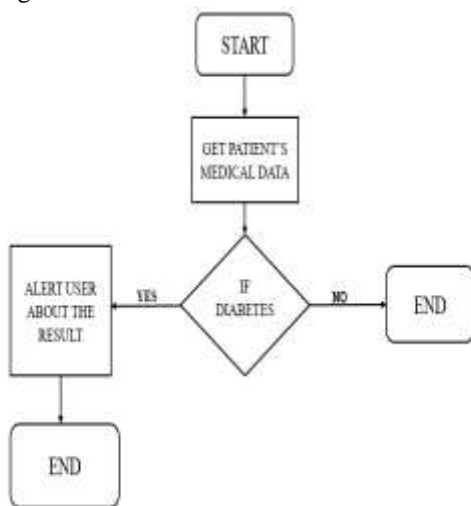 START
GET PATIENT'S
MEDICAL DATA
IF
DIABETES
YES
NO
ALERT USER
ABOUT THE
RESULT
END
END